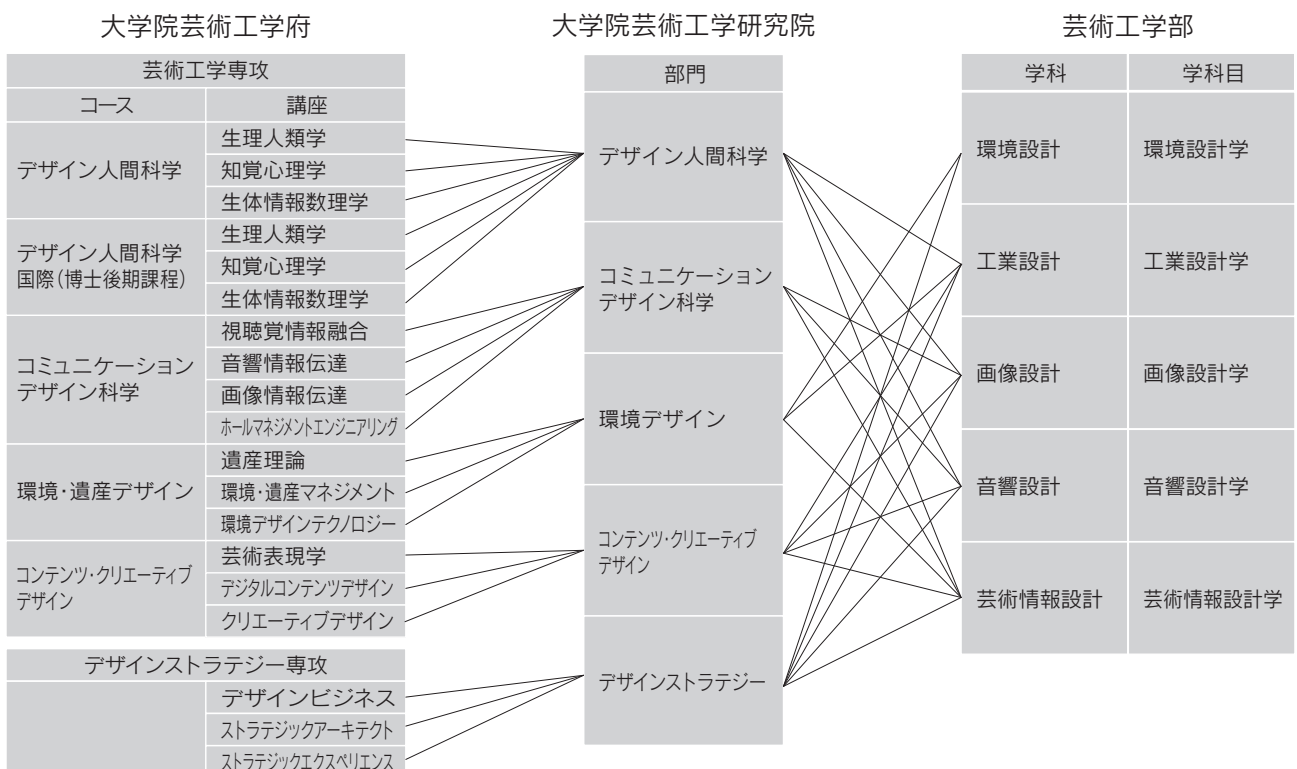 大学院芸術工学府
芸術工学専攻
コース 講座
デザイン人間科学
生理人類学
知覚心理学
生体情報数理学
デザイン人間科学
国際(博士後期課程)
生理人類学
知覚心理学
生体情報数理学
コミュニケーション
デザイン科学
視聴覚情報融合
音響情報伝達
画像情報伝達
ホールマネジメントエンジニアリング
環境・遺産デザイン
遺産理論
環境・遺産マネジメント
環境デザインテクノロジー
コンテンツ・クリエーティブ
デザイン
芸術表現学
デジタルコンテンツデザイン
クリエーティブデザイン
デザインストラテジー専攻
デザインビジネス
ストラテジックアーキテクト
ストラテジックエクスペリエンス
大学院芸術工学研究院
部門
デザイン人間科学
コミュニケーション
デザイン科学
環境デザイン
コンテンツ・クリエーティブ
デザイン
デザインストラテジー
芸術工学部
学科 学科目
環境設計 環境設計学
工業設計 工業設計学
画像設計 画像設計学
音響設計 音響設計学
芸術情報設計 芸術情報設計学